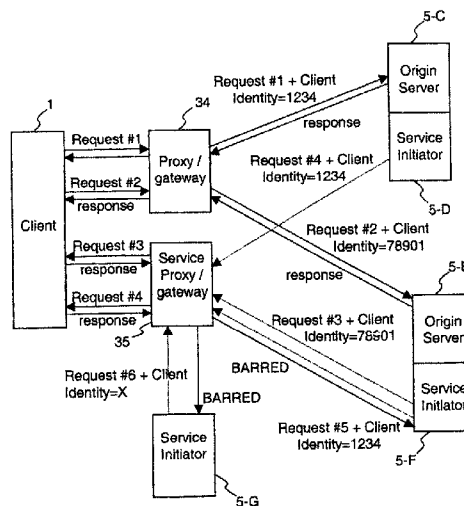 5-C
Request #1 + Client
Identity=1234
Origin
Server
1
34
response
Request #1
Proxy /
gateway
Request #4 + Client
Identity=1234
Service
Initiator
Request #2
response
5-D
Client
Request #2 + Client
Identity=78901
Request #3
response
Service
Proxy /
gateway
response
5-E
Request #4
response
Request #3 + Client
Identity=78901
Origin
Server
35
BARRED
Request #6 + Client
Identity=X
BARRED
Service
Initiator
Service
Initiator
Request #5 + Client
Identity=1234
5-F
5-G